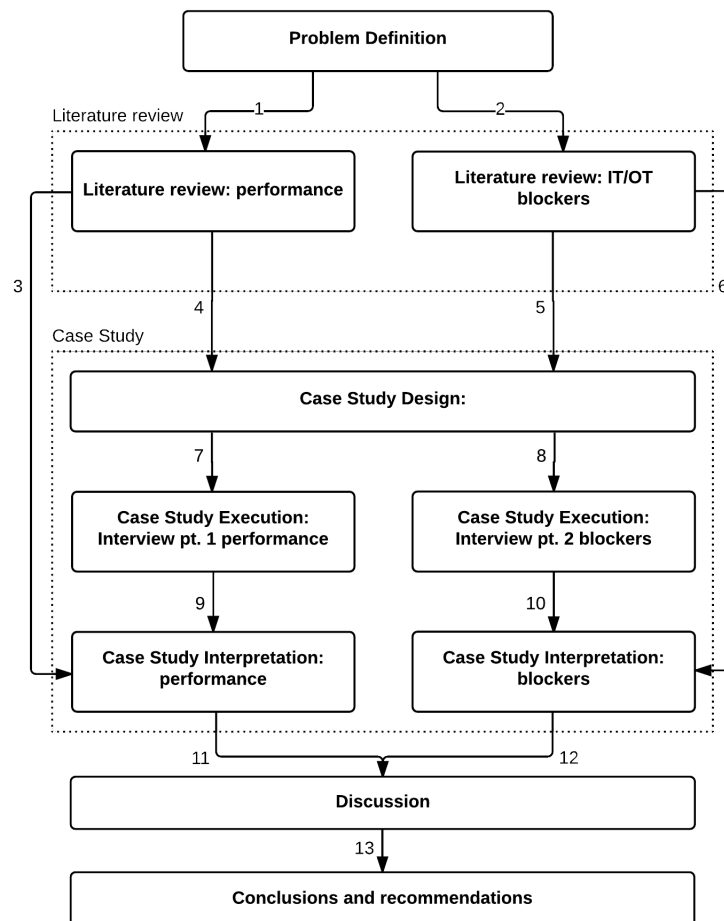 Problem Definition
1
2
Literature review
Literature review: performance
Literature review: IT/OT
blockers
3
6
4
5
Case Study
Case Study Design:
7
8
Case Study Execution:
Interview pt. 1 performance
Case Study Execution:
Interview pt. 2 blockers
9
10
Case Study Interpretation:
performance
Case Study Interpretation:
blockers
11
12
Discussion
13
Conclusions and recommendations